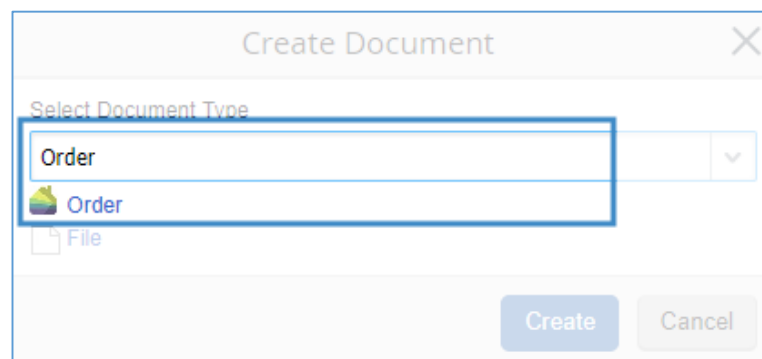 Create Document
Select Document Type
Order
Order
File
Create Cancel